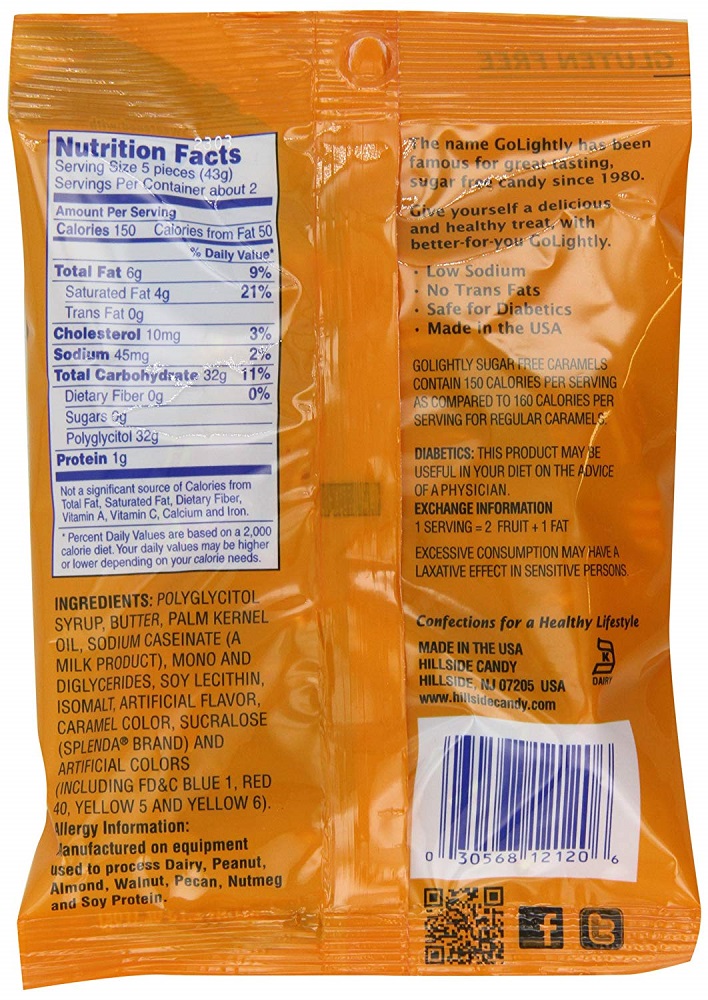 GLUTEN FREE
Nutrition Facts
Serving Size 5 pieces (43g)
Servings Per Container about 2
Amount Per Serving
Calories 150 Calories from Fat 50
% Daily Value*
Total Fat 6g 9%
Saturated Fat 4g 21%
Trans Fat 0g
Cholesterol 10mg 3%
Sodium 45mg 2%
Total Carbohydrate 32g 11%
Dietary Fiber 0g 0%
Sugars 0g
Polyglycitol 32g
Protein 1g
Not a significant source of Calories from
Total Fat, Saturated Fat, Dietary Fiber,
Vitamin A, Vitamin C, Calcium and Iron.
* Percent Daily Values are based on a 2,000
calorie diet. Your daily values may be higher
or lower depending on your calorie needs.
INGREDIENTS: POLYGLYCITOL
SYRUP, BUTTER, PALM KERNEL
OIL, SODIUM CASEINATE (A
MILK PRODUCT), MONO AND
DIGLYCERIDES, SOY LECITHIN,
ISOMALT, ARTIFICIAL FLAVOR,
CARAMEL COLOR, SUCRALOSE
(SPLENDA® BRAND) AND
ARTIFICIAL COLORS
(INCLUDING FD&C BLUE 1, RED
40, YELLOW 5 AND YELLOW 6).
Allergy Information:
Manufactured on equipment
used to process Dairy, Peanut,
Almond, Walnut, Pecan, Nutmeg
and Soy Protein.
The name GoLightly has been
famous for great tasting,
sugar free candy since 1980.
Give yourself a delicious
and healthy treat, with
better-for-you GoLightly.
· Low Sodium
· No Trans Fats
· Safe for Diabetics
· Made in the USA
GOLIGHTLY SUGAR FREE CARAMELS
CONTAIN 150 CALORIES PER SERVING
AS COMPARED TO 160 CALORIES PER
SERVING FOR REGULAR CARAMELS.
DIABETICS: THIS PRODUCT MAY BE
USEFUL IN YOUR DIET ON THE ADVICE
OF A PHYSICIAN.
EXCHANGE INFORMATION
1 SERVING = 2 FRUIT + 1 FAT
EXCESSIVE CONSUMPTION MAY HAVE A
LAXATIVE EFFECT IN SENSITIVE PERSONS.
Confections for a Healthy Lifestyle
MADE IN THE USA
HILLSIDE CANDY
HILLSIDE, NJ 07205 USA
www.hillsidecandy.com
K
DAIRY
0 30568 12120 6
f t